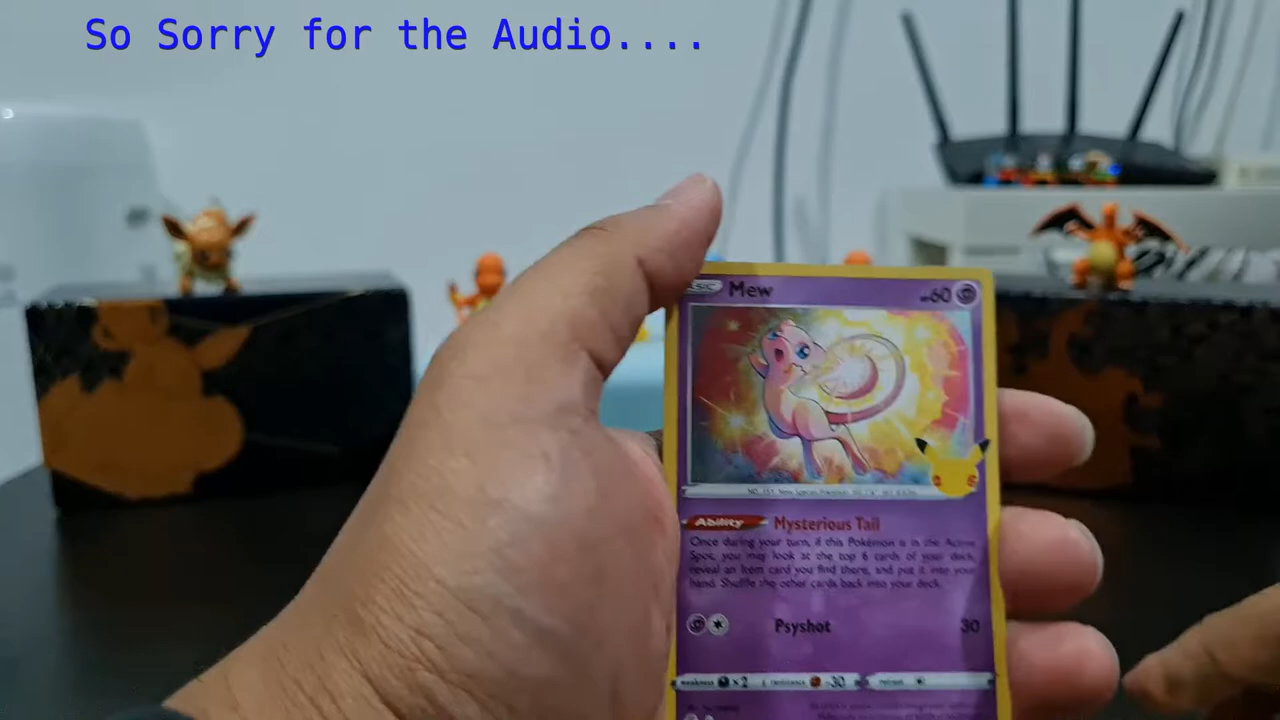 So Sorry for the Audio....
Mew
60
Ability Mysterious Tail
Once during your turn, if this Pokémon is in the Active
Spot, you may look at the top 6 cards of your deck,
reveal an Item card you find there, and put it into your
hand. Shuffle the other cards back into your deck.
Psyshot 30
weakness ×2 resistance -30 retreat